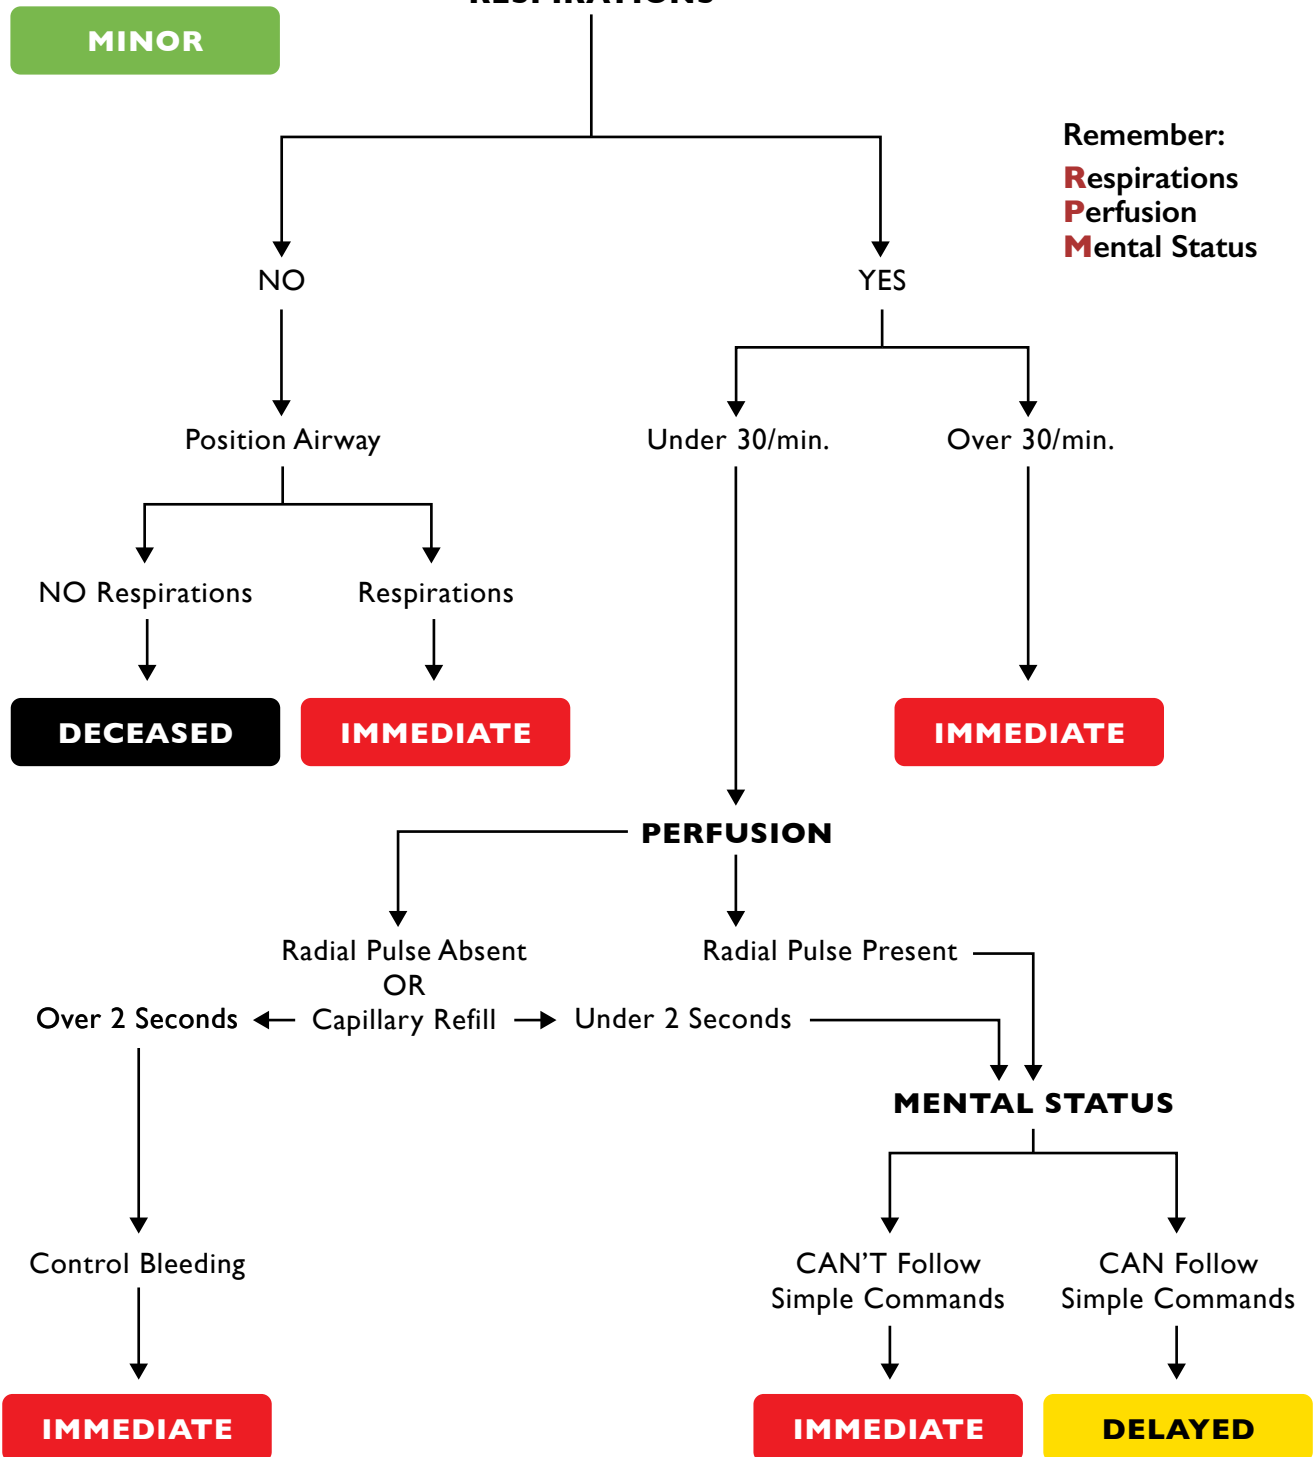 RESPIRATIONS
MINOR
Remember:
Respirations
Perfusion
Mental Status
NO
YES
Position Airway
Under 30/min.
Over 30/min.
NO Respirations
Respirations
DECEASED
IMMEDIATE
IMMEDIATE
PERFUSION
Radial Pulse Absent
OR
Radial Pulse Present
Over 2 Seconds
Capillary Refill
Under 2 Seconds
MENTAL STATUS
Control Bleeding
CAN'T Follow
Simple Commands
CAN Follow
Simple Commands
IMMEDIATE
IMMEDIATE
DELAYED